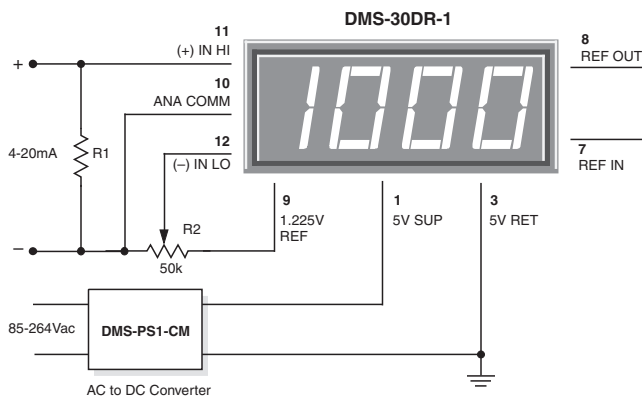 DMS-30DR-1
11
(+) IN HI
10
ANA COMM
12
(–) IN LO
1000
8
REF OUT
7
REF IN
+
4-20mA
R1
–
R2
50k
9
1.225V
REF
1
5V SUP
3
5V RET
85-264Vac
DMS-PS1-CM
AC to DC Converter